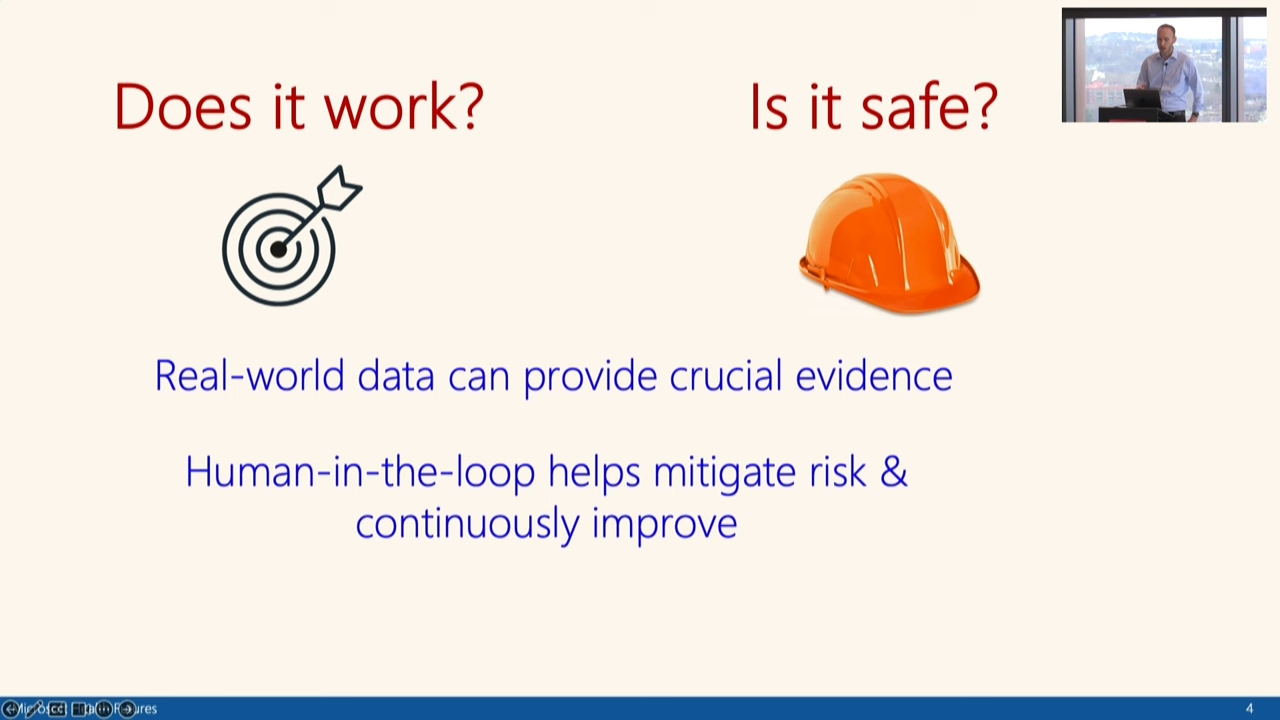 Does it work?
Is it safe?
Real-world data can provide crucial evidence
Human-in-the-loop helps mitigate risk &
continuously improve
4